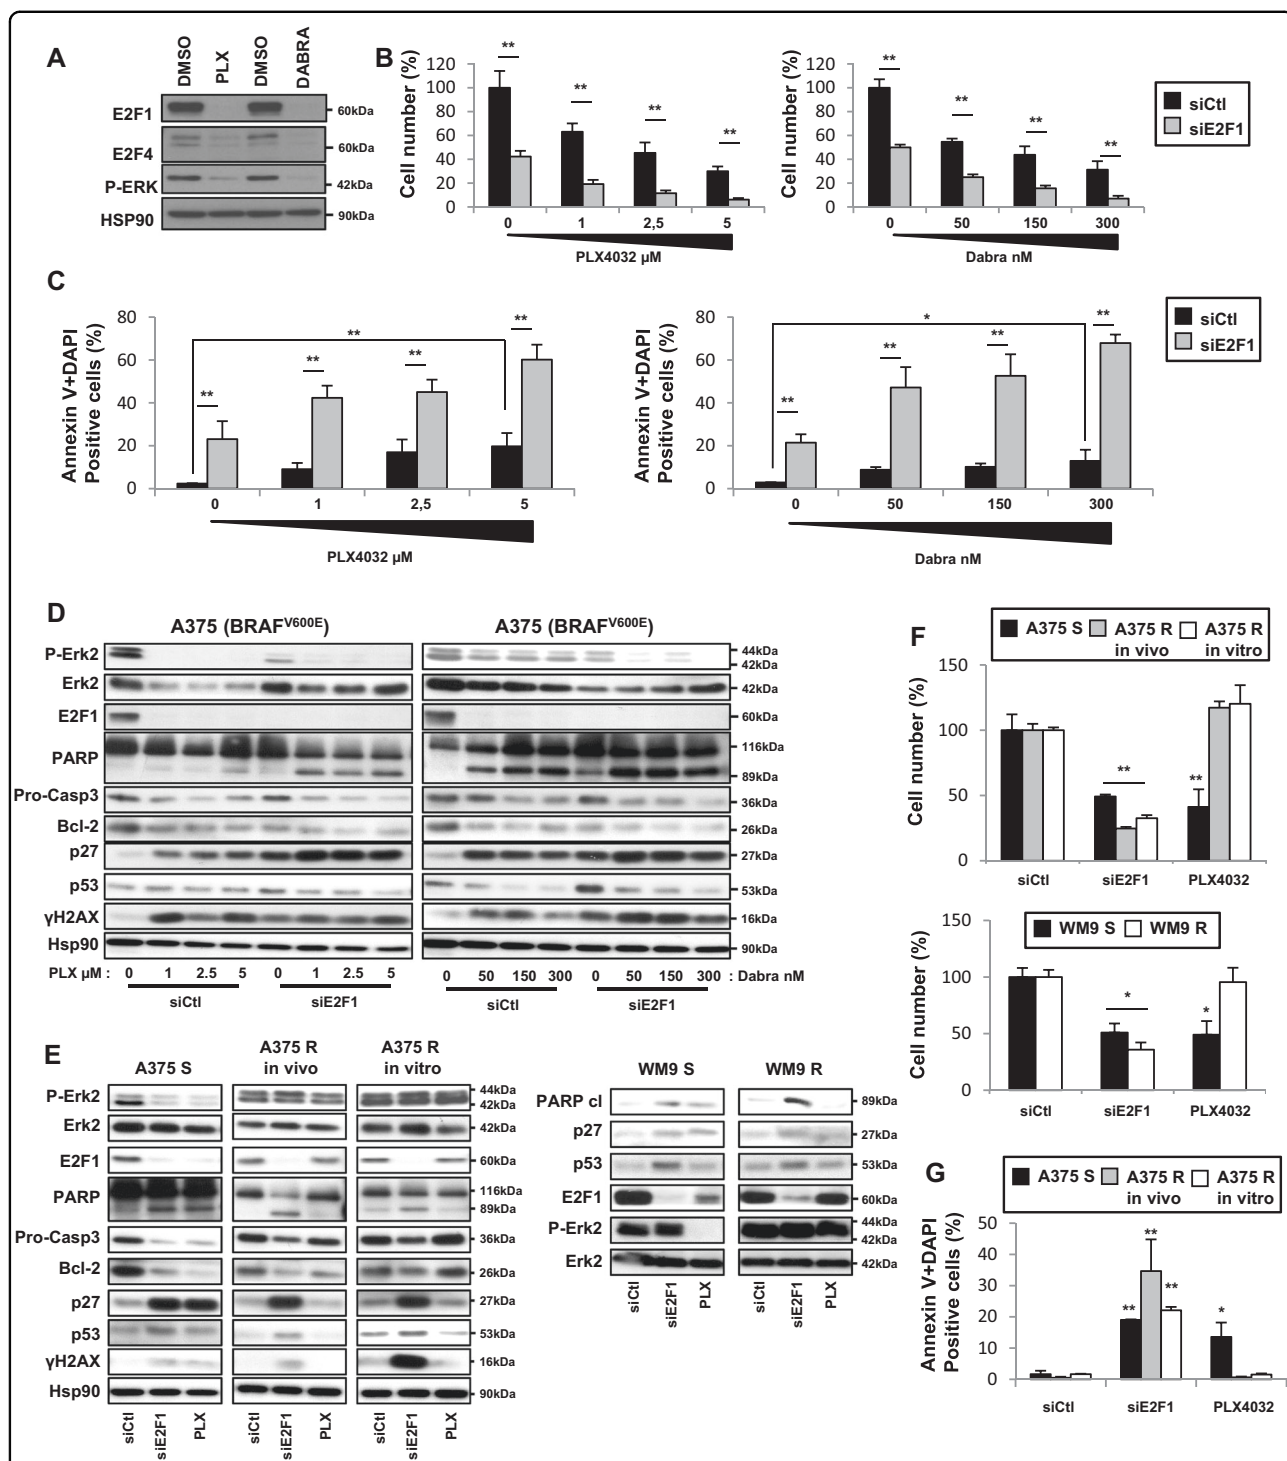 A
DMSO
PLX
DMSO
DABRA
E2F1
60kDa
E2F4
60kDa
P-ERK
42kDa
HSP90
90kDa
B
Cell number (%)
120
100
80
60
40
20
0
** ** ** **
0 1 2,5 5
PLX4032 µM
Cell number (%)
120
100
80
60
40
20
0
** ** ** **
0 50 150 300
Dabra nM
siCtl
siE2F1
C
Annexin V+DAPI
Positive cells (%)
80
60
40
20
0
** ** ** ** **
0 1 2,5 5
PLX4032 µM
Annexin V+DAPI
Positive cells (%)
80
60
40
20
0
** ** ** * **
0 50 150 300
Dabra nM
siCtl
siE2F1
D
A375 (BRAFV600E) A375 (BRAFV600E)
P-Erk2
44kDa
42kDa
Erk2
42kDa
E2F1
60kDa
PARP
116kDa
89kDa
Pro-Casp3
36kDa
Bcl-2
26kDa
p27
27kDa
p53
53kDa
γH2AX
16kDa
Hsp90
90kDa
PLX µM : 0 1 2.5 5 0 1 2.5 5
0 50 150 300 0 50 150 300 : Dabra nM
siCtl siE2F1 siCtl siE2F1
E
A375 S
A375 R
in vivo
A375 R
in vitro
P-Erk2
44kDa
42kDa
Erk2
42kDa
E2F1
60kDa
PARP
116kDa
89kDa
Pro-Casp3
36kDa
Bcl-2
26kDa
p27
27kDa
p53
53kDa
γH2AX
16kDa
Hsp90
90kDa
siCtl siE2F1 PLX siCtl siE2F1 PLX siCtl siE2F1 PLX
WM9 S WM9 R
PARP cl
89kDa
p27
27kDa
p53
53kDa
E2F1
60kDa
P-Erk2
44kDa
42kDa
Erk2
42kDa
siCtl siE2F1 PLX siCtl siE2F1 PLX
F
A375 S A375 R in vivo A375 R in vitro
Cell number (%)
150
100
50
0
** **
siCtl siE2F1 PLX4032
WM9 S WM9 R
Cell number (%)
150
100
50
0
* *
siCtl siE2F1 PLX4032
G
A375 S A375 R in vivo A375 R in vitro
Annexin V+DAPI
Positive cells (%)
50
40
30
20
10
0
** ** ** *
siCtl siE2F1 PLX4032